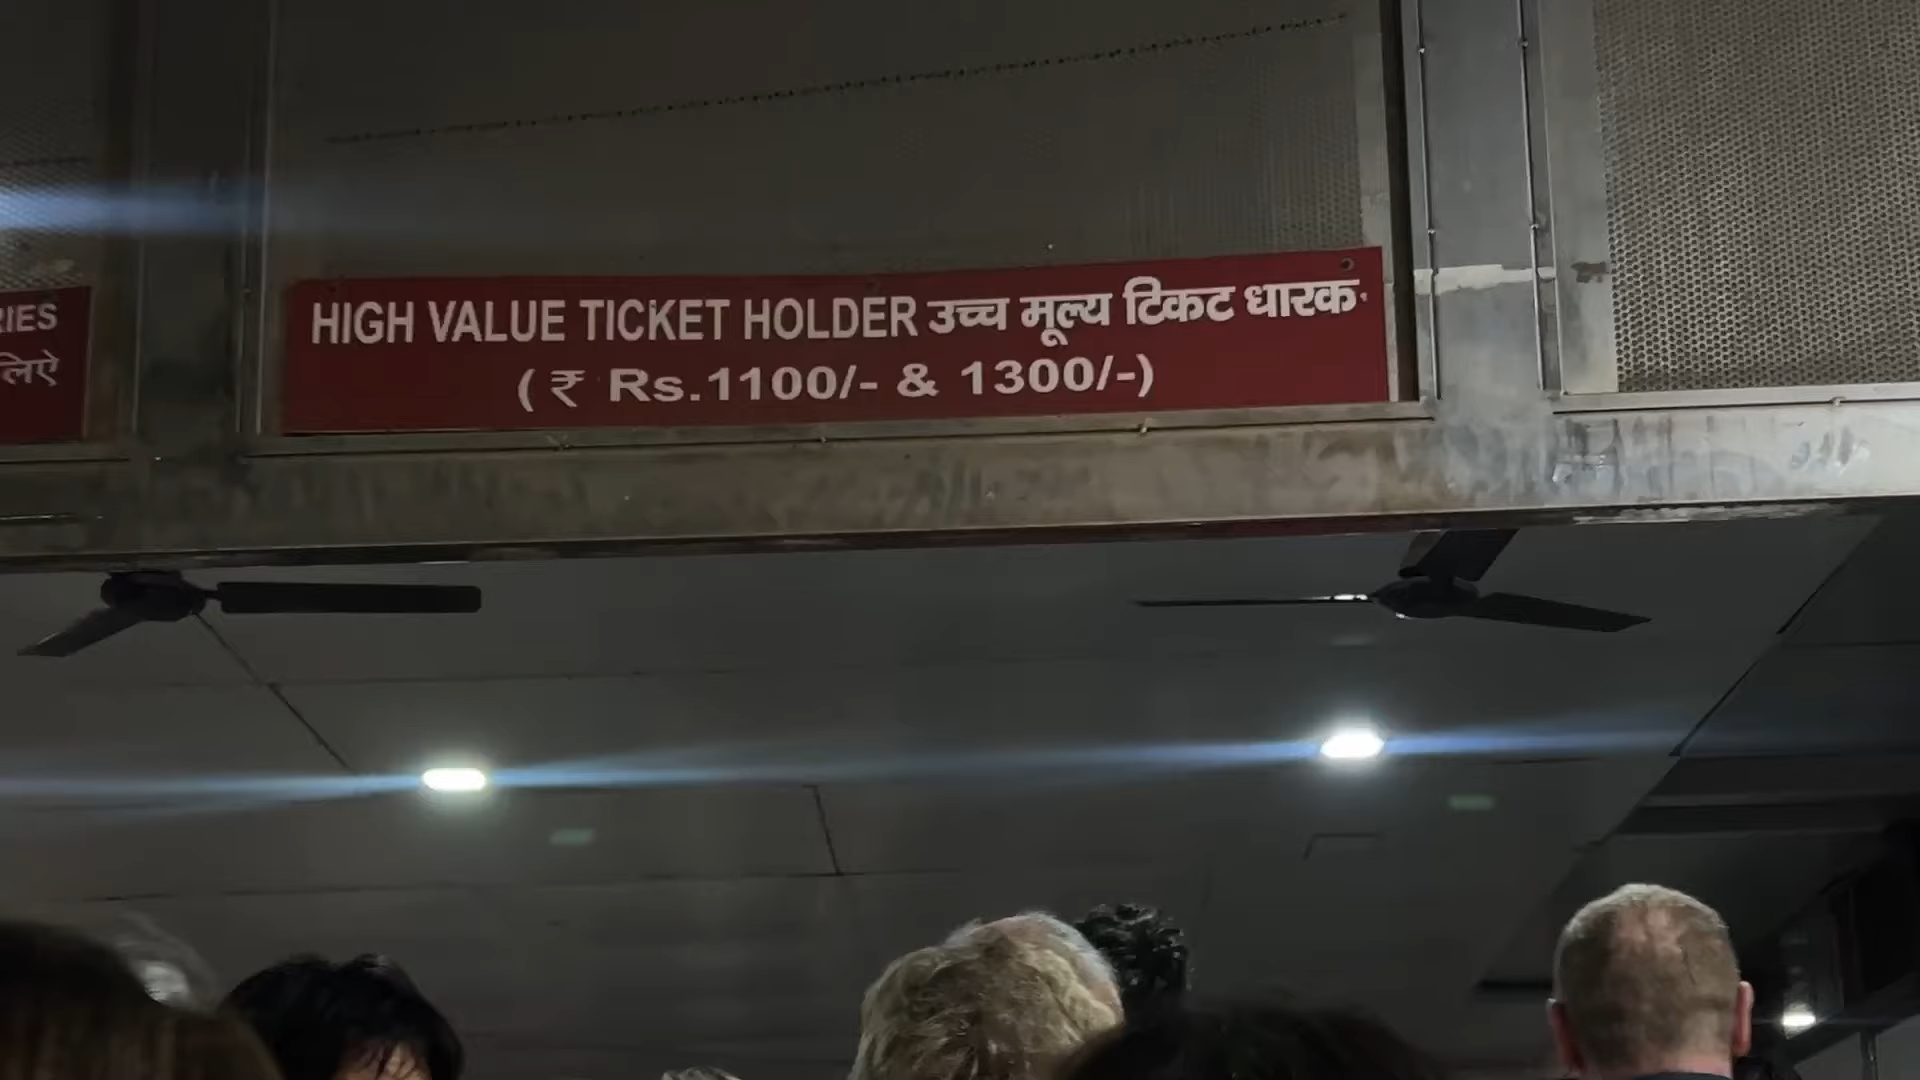 RIES
लिऐ
HIGH VALUE TICKET HOLDER उच्च मूल्य टिकट धारक
( ₹ Rs.1100/- & 1300/-)